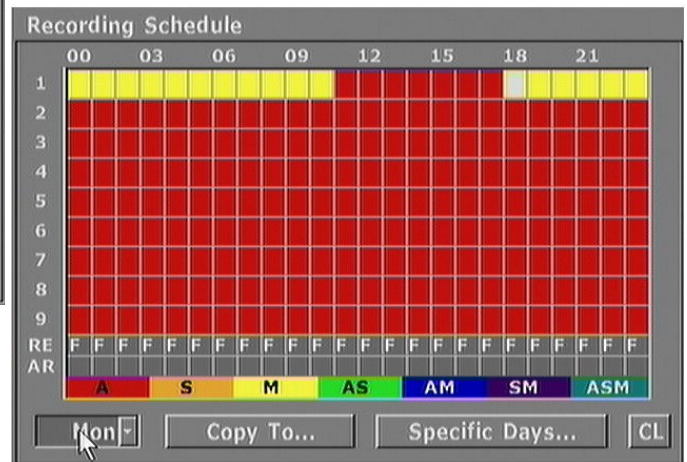 Recording Schedule
00 03 06 09 12 15 18 21
1
2
3
4
5
6
7
8
9
RE F F F F F F F F F F F F F F F F F F F F F F F F
AR
A S M AS AM SM ASM
Mon Copy To... Specific Days... CL